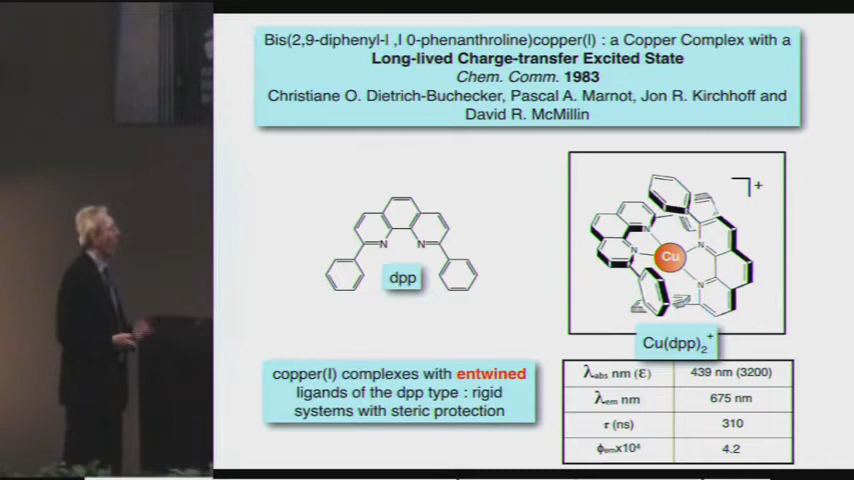 Bis(2,9-diphenyl-l ,l 0-phenanthroline)copper(l) : a Copper Complex with a
Long-lived Charge-transfer Excited State
Chem. Comm. 1983
Christiane O. Dietrich-Buchecker, Pascal A. Marnot, Jon R. Kirchhoff and
David R. McMillin
N N
dpp
N
N
N
N
Cu
+
Cu(dpp)₂⁺
copper(I) complexes with entwined
ligands of the dpp type : rigid
systems with steric protection
λabs nm (ε) 439 nm (3200)
λem nm 675 nm
τ (ns) 310
ϕemx10⁴ 4.2